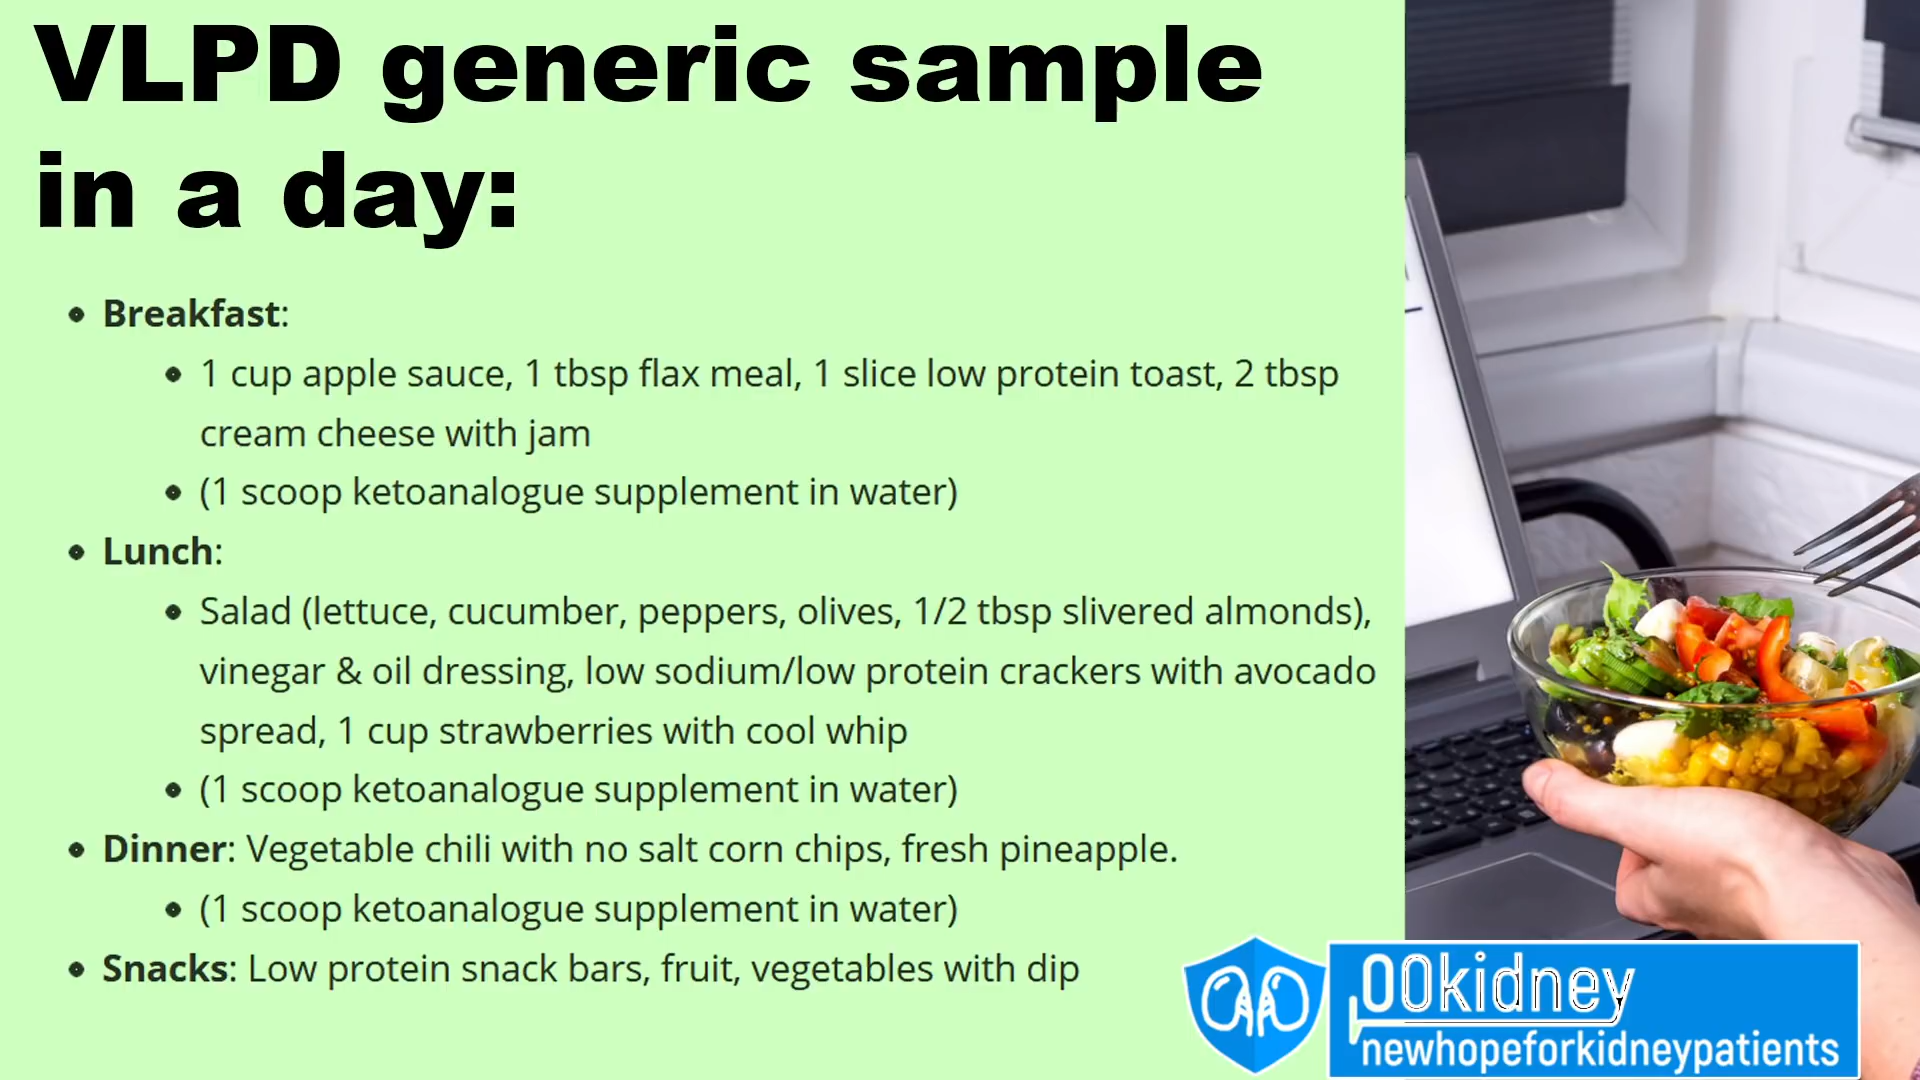 VLPD generic sample
in a day:
• Breakfast:
• 1 cup apple sauce, 1 tbsp flax meal, 1 slice low protein toast, 2 tbsp
cream cheese with jam
• (1 scoop ketoanalogue supplement in water)
• Lunch:
• Salad (lettuce, cucumber, peppers, olives, 1/2 tbsp slivered almonds),
vinegar & oil dressing, low sodium/low protein crackers with avocado
spread, 1 cup strawberries with cool whip
• (1 scoop ketoanalogue supplement in water)
• Dinner: Vegetable chili with no salt corn chips, fresh pineapple.
• (1 scoop ketoanalogue supplement in water)
• Snacks: Low protein snack bars, fruit, vegetables with dip
00kidney
newhopeforkidneypatients